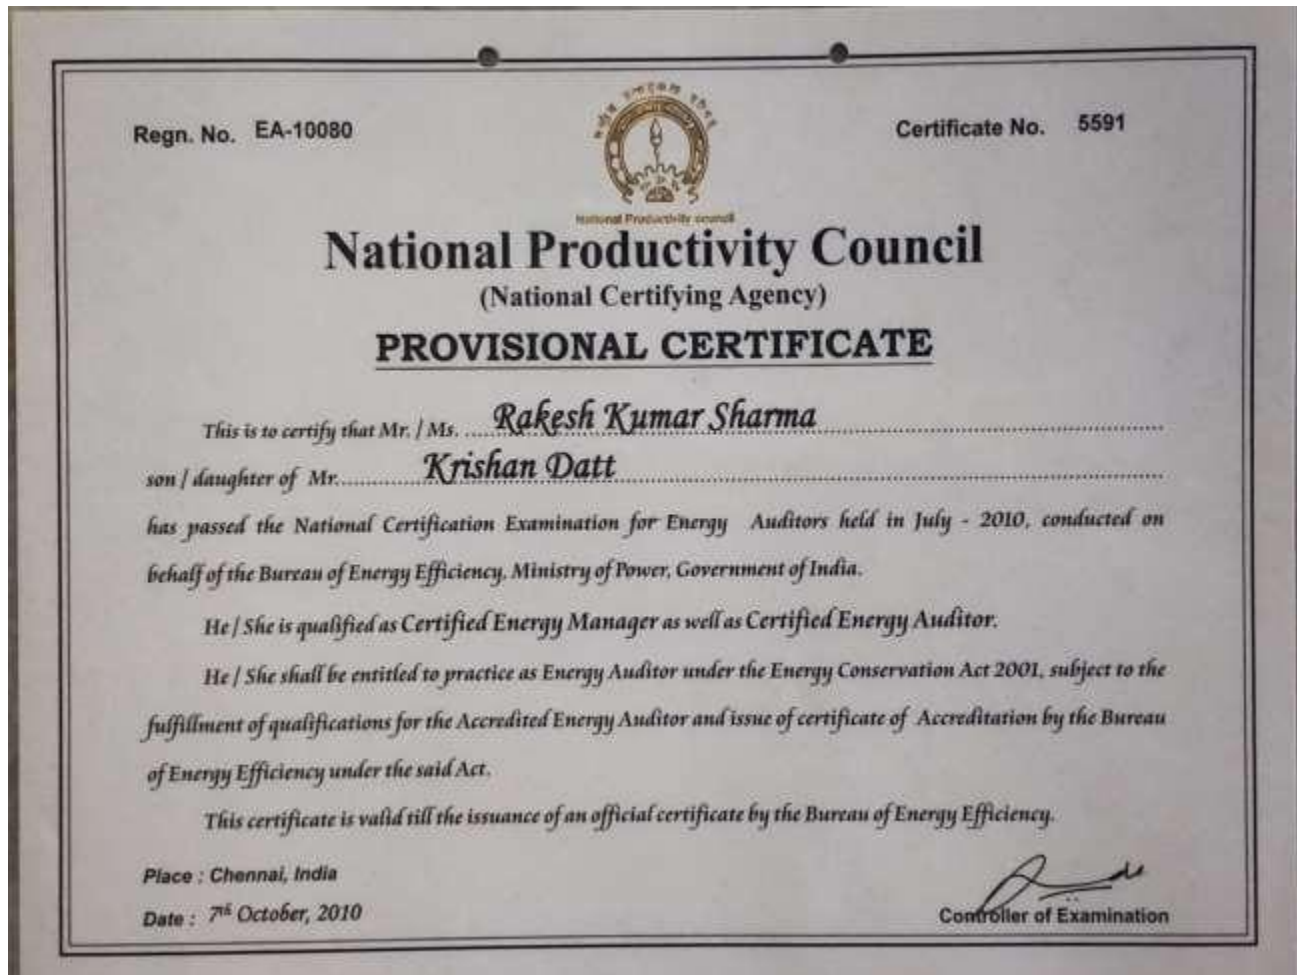 Regn. No. EA-10080
Certificate No. 5591
National Productivity council
National Productivity Council
(National Certifying Agency)
PROVISIONAL CERTIFICATE
This is to certify that Mr. / Ms. ....Rakesh Kumar Sharma....
son / daughter of Mr.....Krishan Datt....
has passed the National Certification Examination for Energy Auditors held in July - 2010, conducted on
behalf of the Bureau of Energy Efficiency, Ministry of Power, Government of India.
He / She is qualified as Certified Energy Manager as well as Certified Energy Auditor.
He / She shall be entitled to practice as Energy Auditor under the Energy Conservation Act 2001, subject to the
fulfillment of qualifications for the Accredited Energy Auditor and issue of certificate of Accreditation by the Bureau
of Energy Efficiency under the said Act.
This certificate is valid till the issuance of an official certificate by the Bureau of Energy Efficiency.
Place : Chennai, India
Date : 7th October, 2010
Controller of Examination